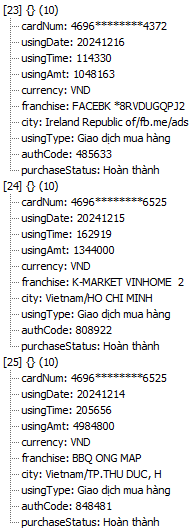 [23] {} (10)
cardNum: 4696********4372
usingDate: 20241216
usingTime: 114330
usingAmt: 1048163
currency: VND
franchise: FACEBK *8RVDUGQPJ2
city: Ireland Republic of/fb.me/ads
usingType: Giao dịch mua hàng
authCode: 485633
purchaseStatus: Hoàn thành
[24] {} (10)
cardNum: 4696********6525
usingDate: 20241215
usingTime: 162919
usingAmt: 1344000
currency: VND
franchise: K-MARKET VINHOME  2
city: Vietnam/HO CHI MINH
usingType: Giao dịch mua hàng
authCode: 808922
purchaseStatus: Hoàn thành
[25] {} (10)
cardNum: 4696********6525
usingDate: 20241214
usingTime: 205656
usingAmt: 4984800
currency: VND
franchise: BBQ ONG MAP
city: Vietnam/TP.THU DUC, H
usingType: Giao dịch mua hàng
authCode: 848481
purchaseStatus: Hoàn thành